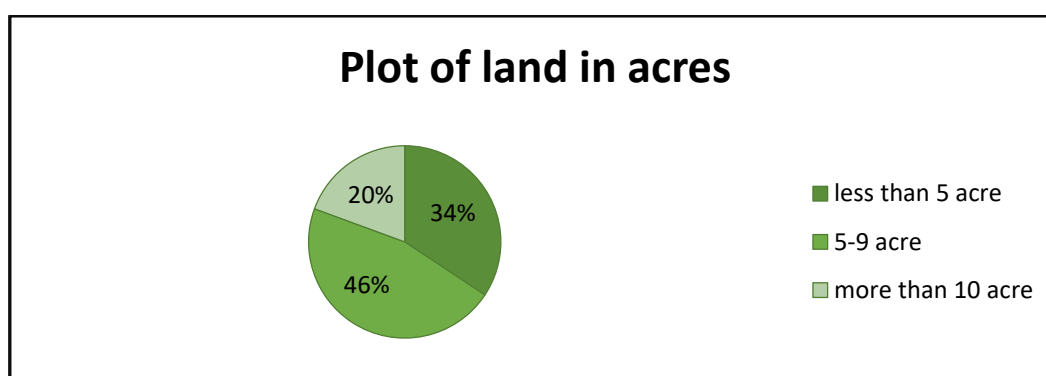 Plot of land in acres
20%
34%
46%
less than 5 acre
5-9 acre
more than 10 acre